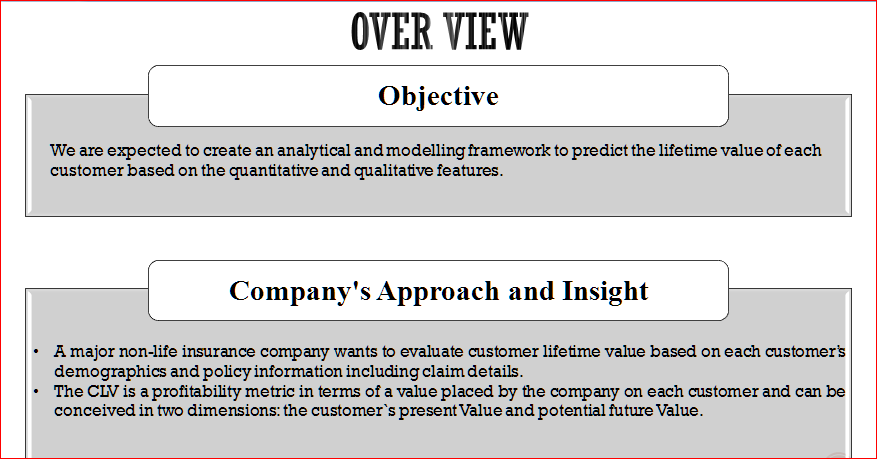 OVER VIEW
Objective
We are expected to create an analytical and modelling framework to predict the lifetime value of each
customer based on the quantitative and qualitative features.
Company's Approach and Insight
• A major non-life insurance company wants to evaluate customer lifetime value based on each customer's
demographics and policy information including claim details.
• The CLV is a profitability metric in terms of a value placed by the company on each customer and can be
conceived in two dimensions: the customer`s present Value and potential future Value.